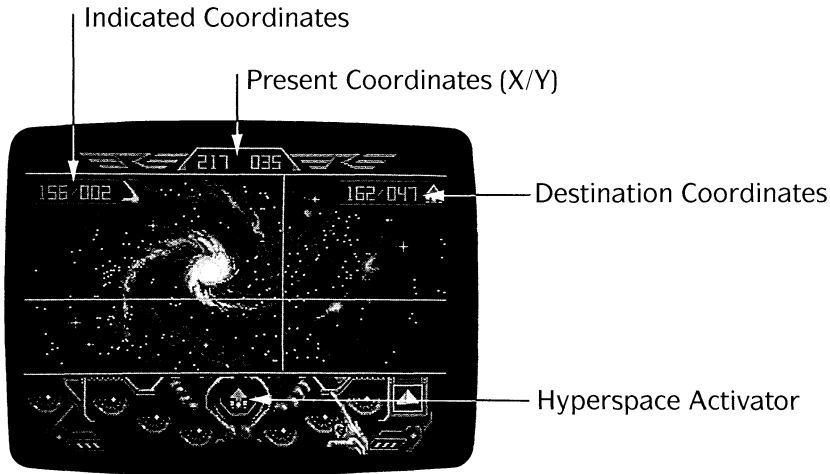 Indicated Coordinates
Present Coordinates (X/Y)
217 035
156/002
162/047
Destination Coordinates
Hyperspace Activator